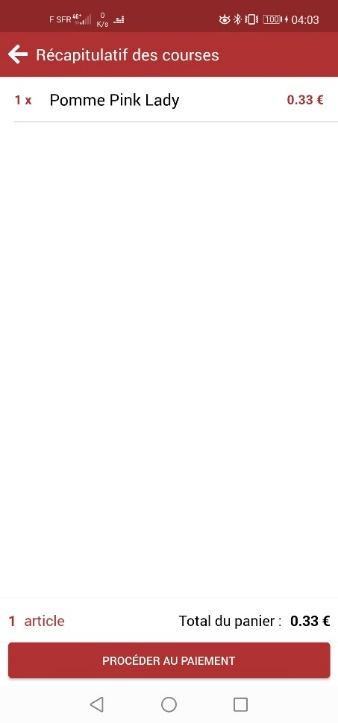 F SFR 4G+ 0 K/s 100 04:03
Récapitulatif des courses
1 x Pomme Pink Lady 0.33 €
1 article Total du panier : 0.33 €
PROCÉDER AU PAIEMENT